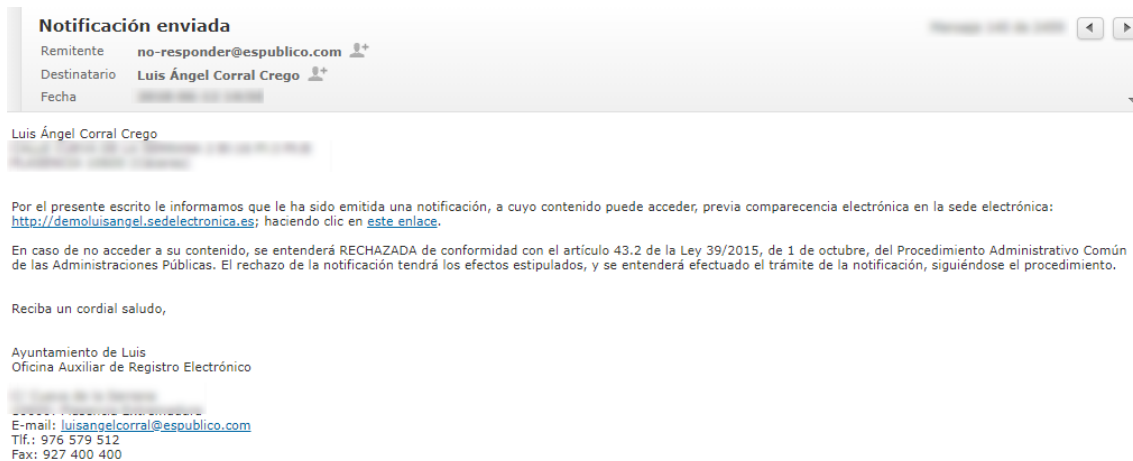 Notificación enviada
Remitente no-responder@espublico.com
Destinatario Luis Ángel Corral Crego
Fecha
Luis Ángel Corral Crego
Por el presente escrito le informamos que le ha sido emitida una notificación, a cuyo contenido puede acceder, previa comparecencia electrónica en la sede electrónica:
http://demoluisangel.sedelectronica.es; haciendo clic en este enlace.
En caso de no acceder a su contenido, se entenderá RECHAZADA de conformidad con el artículo 43.2 de la Ley 39/2015, de 1 de octubre, del Procedimiento Administrativo Común
de las Administraciones Públicas. El rechazo de la notificación tendrá los efectos estipulados, y se entenderá efectuado el trámite de la notificación, siguiéndose el procedimiento.
Reciba un cordial saludo,
Ayuntamiento de Luis
Oficina Auxiliar de Registro Electrónico
E-mail: luisangelcorral@espublico.com
Tlf.: 976 579 512
Fax: 927 400 400